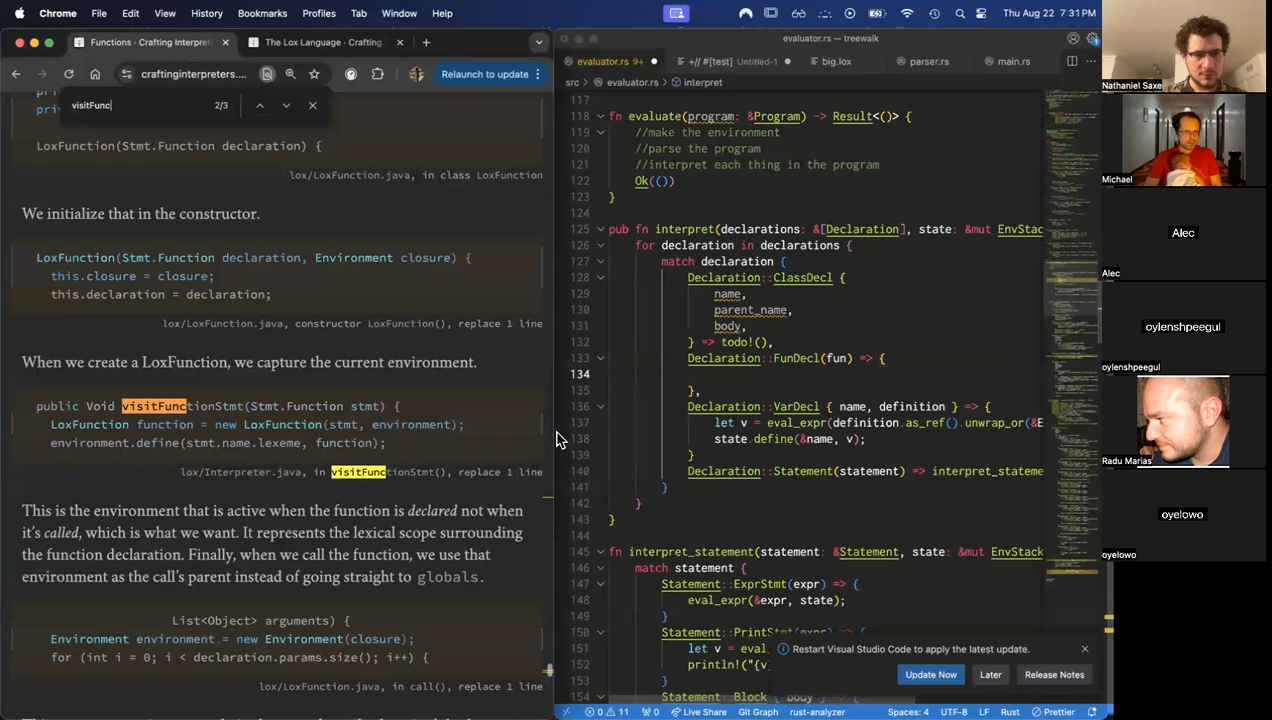 Chrome File Edit View History Bookmarks Profiles Tab Window Help Thu Aug 22 7:31 PM
Functions · Crafting Interpret
The Lox Language · Crafting
craftinginterpreters....
Relaunch to update
visitFunc 2/3
LoxFunction(Stmt.Function declaration) {
lox/LoxFunction.java, in class LoxFunction
We initialize that in the constructor.
LoxFunction(Stmt.Function declaration, Environment closure) {
this.closure = closure;
this.declaration = declaration;
lox/LoxFunction.java, constructor LoxFunction(), replace 1 line
When we create a LoxFunction, we capture the current environment.
public Void visitFunctionStmt(Stmt.Function stmt) {
LoxFunction function = new LoxFunction(stmt, environment);
environment.define(stmt.name.lexeme, function);
lox/Interpreter.java, in visitFunctionStmt(), replace 1 line
This is the environment that is active when the function is declared not when
it's called, which is what we want. It represents the lexical scope surrounding
the function declaration. Finally, when we call the function, we use that
environment as the call's parent instead of going straight to globals.
List<Object> arguments) {
Environment environment = new Environment(closure);
for (int i = 0; i < declaration.params.size(); i++) {
lox/LoxFunction.java, in call(), replace 1 line
evaluator.rs — treewalk
evaluator.rs 9+
+// #[test] Untitled-1
big.lox
parser.rs
main.rs
src > evaluator.rs > interpret
117
118 fn evaluate(program: &Program) -> Result<()> {
119 //make the environment
120 //parse the program
121 //interpret each thing in the program
122 Ok(())
123 }
124
125 pub fn interpret(declarations: &[Declaration], state: &mut EnvStack
126 for declaration in declarations {
127 match declaration {
128 Declaration::ClassDecl {
129 name,
130 parent_name,
131 body,
132 } => todo!(),
133 Declaration::FunDecl(fun) => {
134
135 },
136 Declaration::VarDecl { name, definition } => {
137 let v = eval_expr(definition.as_ref().unwrap_or(&E
138 state.define(&name, v);
139 }
140 Declaration::Statement(statement) => interpret_stateme
141 }
142 }
143 }
144
145 fn interpret_statement(statement: &Statement, state: &mut EnvStack
146 match statement {
147 Statement::ExprStmt(expr) => {
148 eval_expr(&expr, state);
149 }
150 Statement::PrintStmt(expr) => {
151 let v = eval
152 println!("{v
153 }
154 Statement::Block { body } =>
Restart Visual Studio Code to apply the latest update.
Update Now
Later
Release Notes
0 11 0 Live Share Git Graph rust-analyzer Spaces: 4 UTF-8 LF Rust Prettier
Nathaniel Saxe
Michael
Alec
Alec
oylenshpeegul
oylenshpeegul
Radu Marias
oyelowo
oyelowo